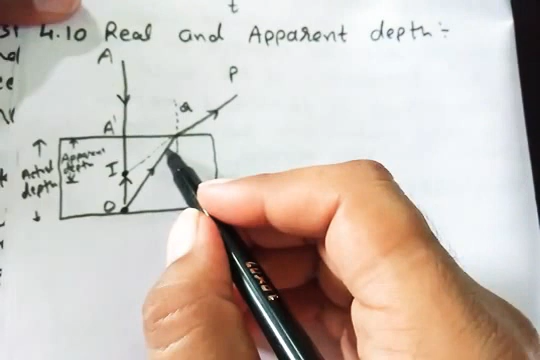 t
4.10 Real and Apparent depth :-
A
P
Q
A'
Actual depth
Apparent depth
I
O